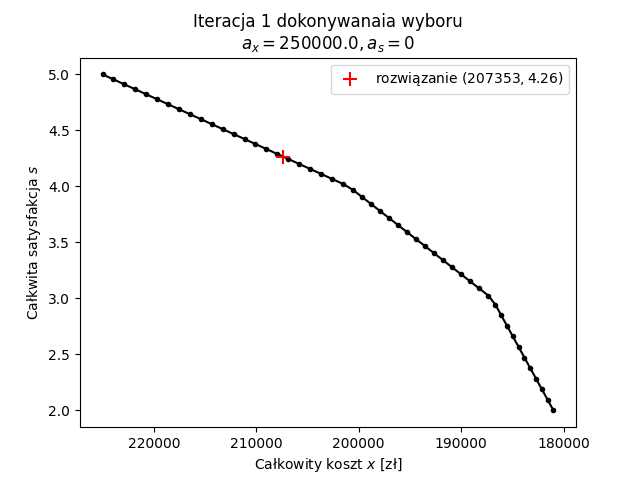 Iteracja 1 dokonywanaia wyboru
a_x = 250000.0, a_s = 0
rozwiązanie (207353, 4.26)
5.0
4.5
4.0
3.5
3.0
2.5
2.0
Całkwita satysfakcja s
220000 210000 200000 190000 180000
Całkowity koszt x [zł]